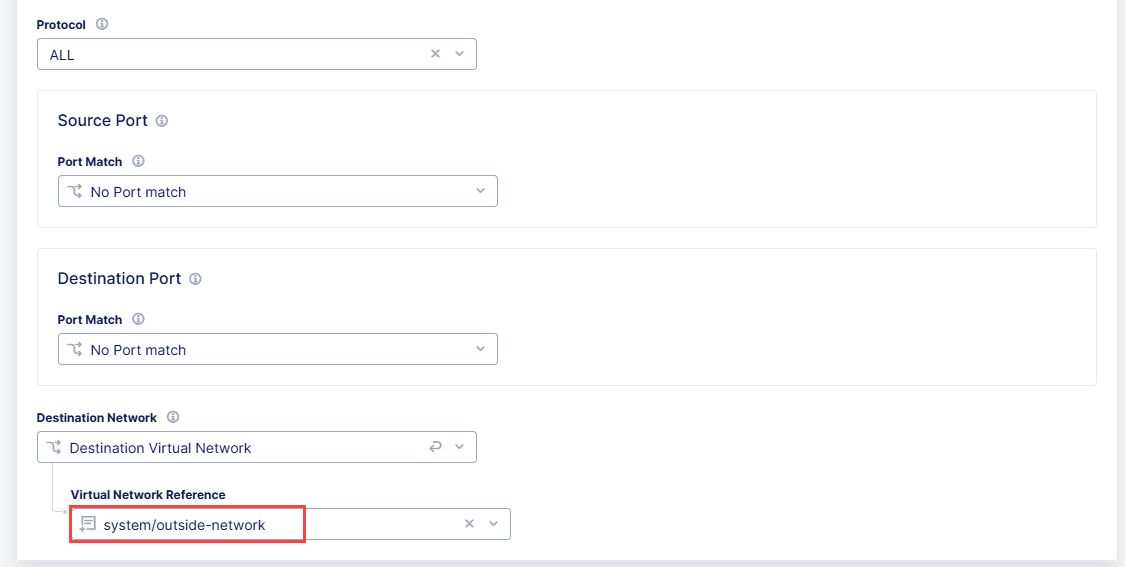 Protocol
ALL
Source Port
Port Match
No Port match
Destination Port
Port Match
No Port match
Destination Network
Destination Virtual Network
Virtual Network Reference
system/outside-network